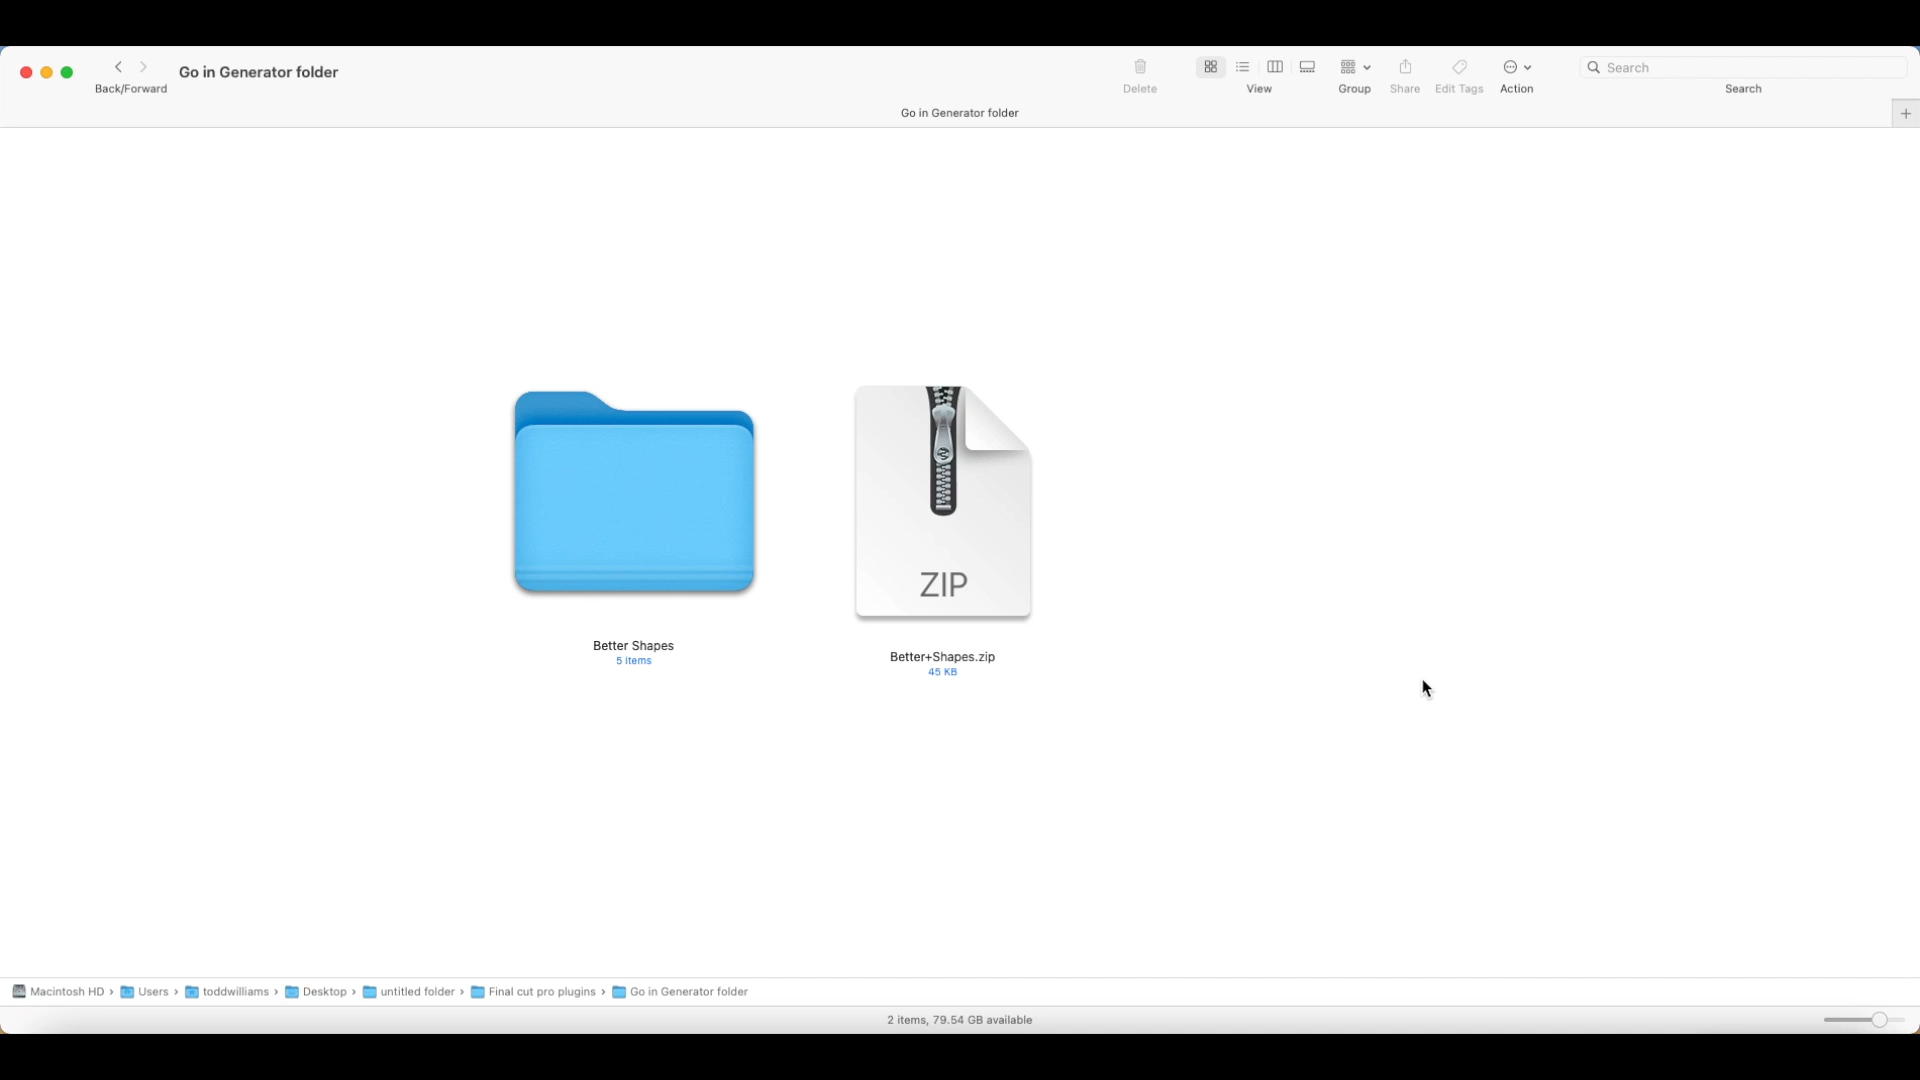 Go in Generator folder
Back/Forward
Delete
View
Group
Share
Edit Tags
Action
Search
Search
Go in Generator folder
ZIP
Better Shapes
5 items
Better+Shapes.zip
45 KB
Macintosh HD › Users › toddwilliams › Desktop › untitled folder › Final cut pro plugins › Go in Generator folder
2 items, 79.54 GB available